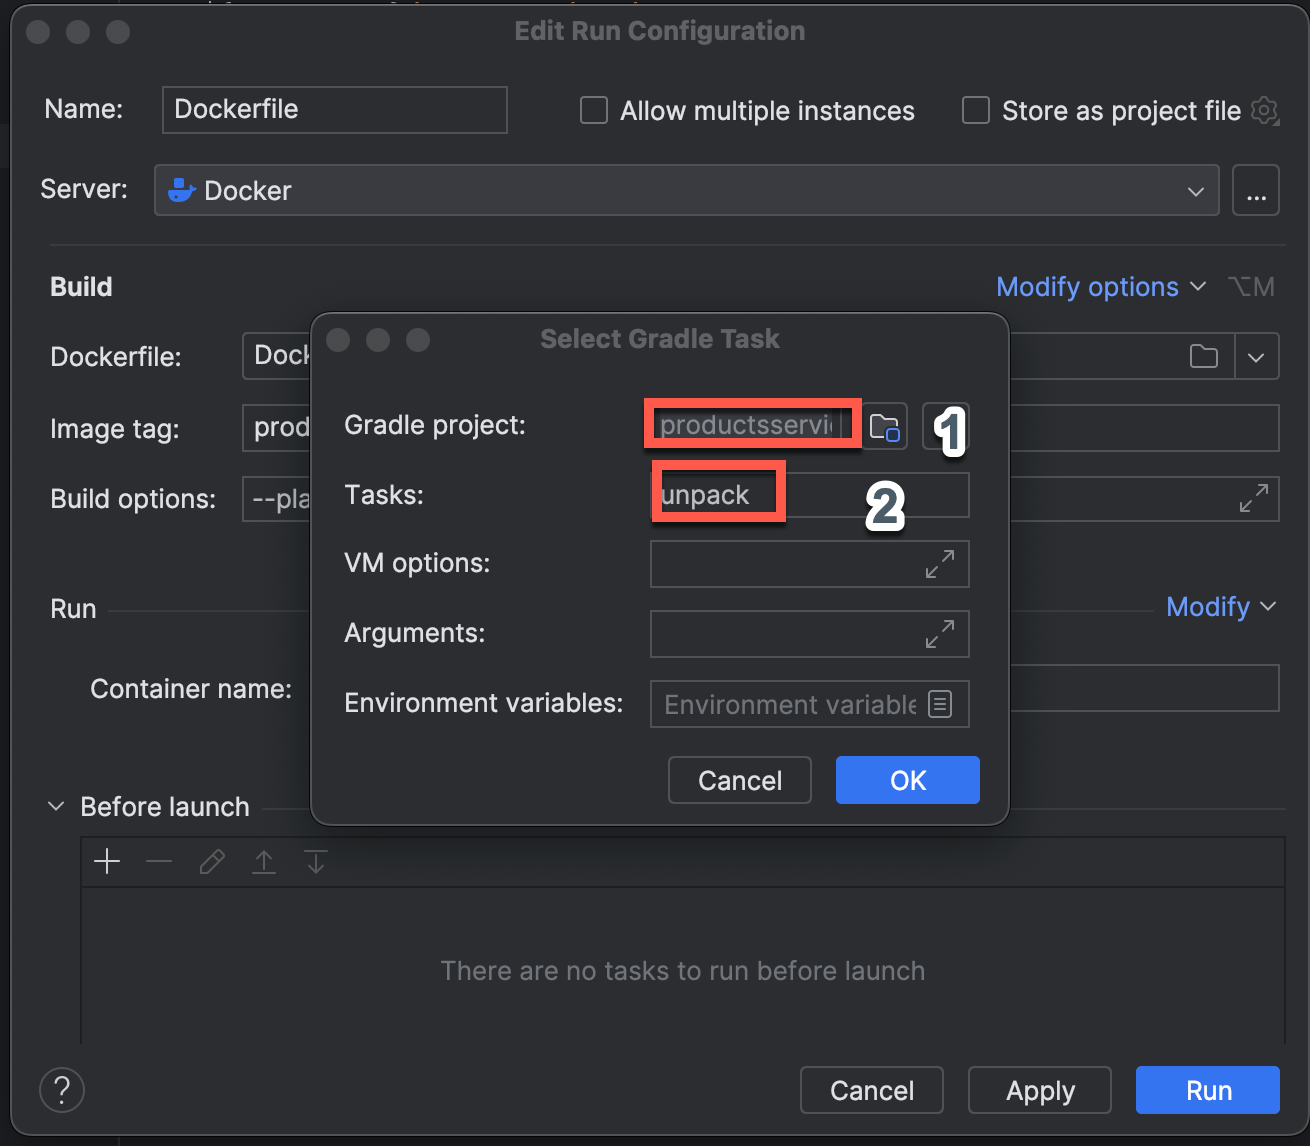 Edit Run Configuration
Name: Dockerfile Allow multiple instances Store as project file
Server: Docker ...
Build Modify options ⌥M
Select Gradle Task
Dockerfile: Dock
Gradle project: productsservi 1
Image tag: prod
Tasks: unpack 2
Build options: --pla
VM options:
Run Modify
Arguments:
Container name:
Environment variables: Environment variable
Cancel OK
Before launch
There are no tasks to run before launch
? Cancel Apply Run